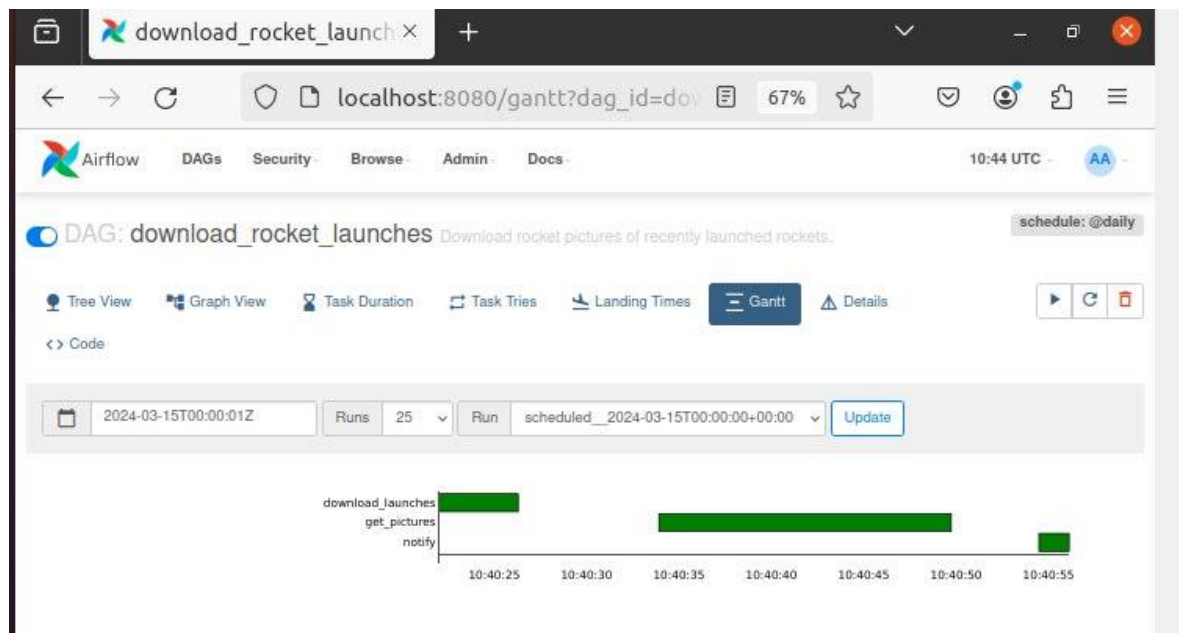 download_rocket_launch
localhost:8080/gantt?dag_id=dow 67%
Airflow DAGs Security Browse Admin Docs 10:44 UTC AA
DAG: download_rocket_launches Download rocket pictures of recently launched rockets. schedule: @daily
Tree View Graph View Task Duration Task Tries Landing Times Gantt Details
<> Code
2024-03-15T00:00:01Z Runs 25 Run scheduled__2024-03-15T00:00:00+00:00 Update
download_launches
get_pictures
notify
10:40:25 10:40:30 10:40:35 10:40:40 10:40:45 10:40:50 10:40:55